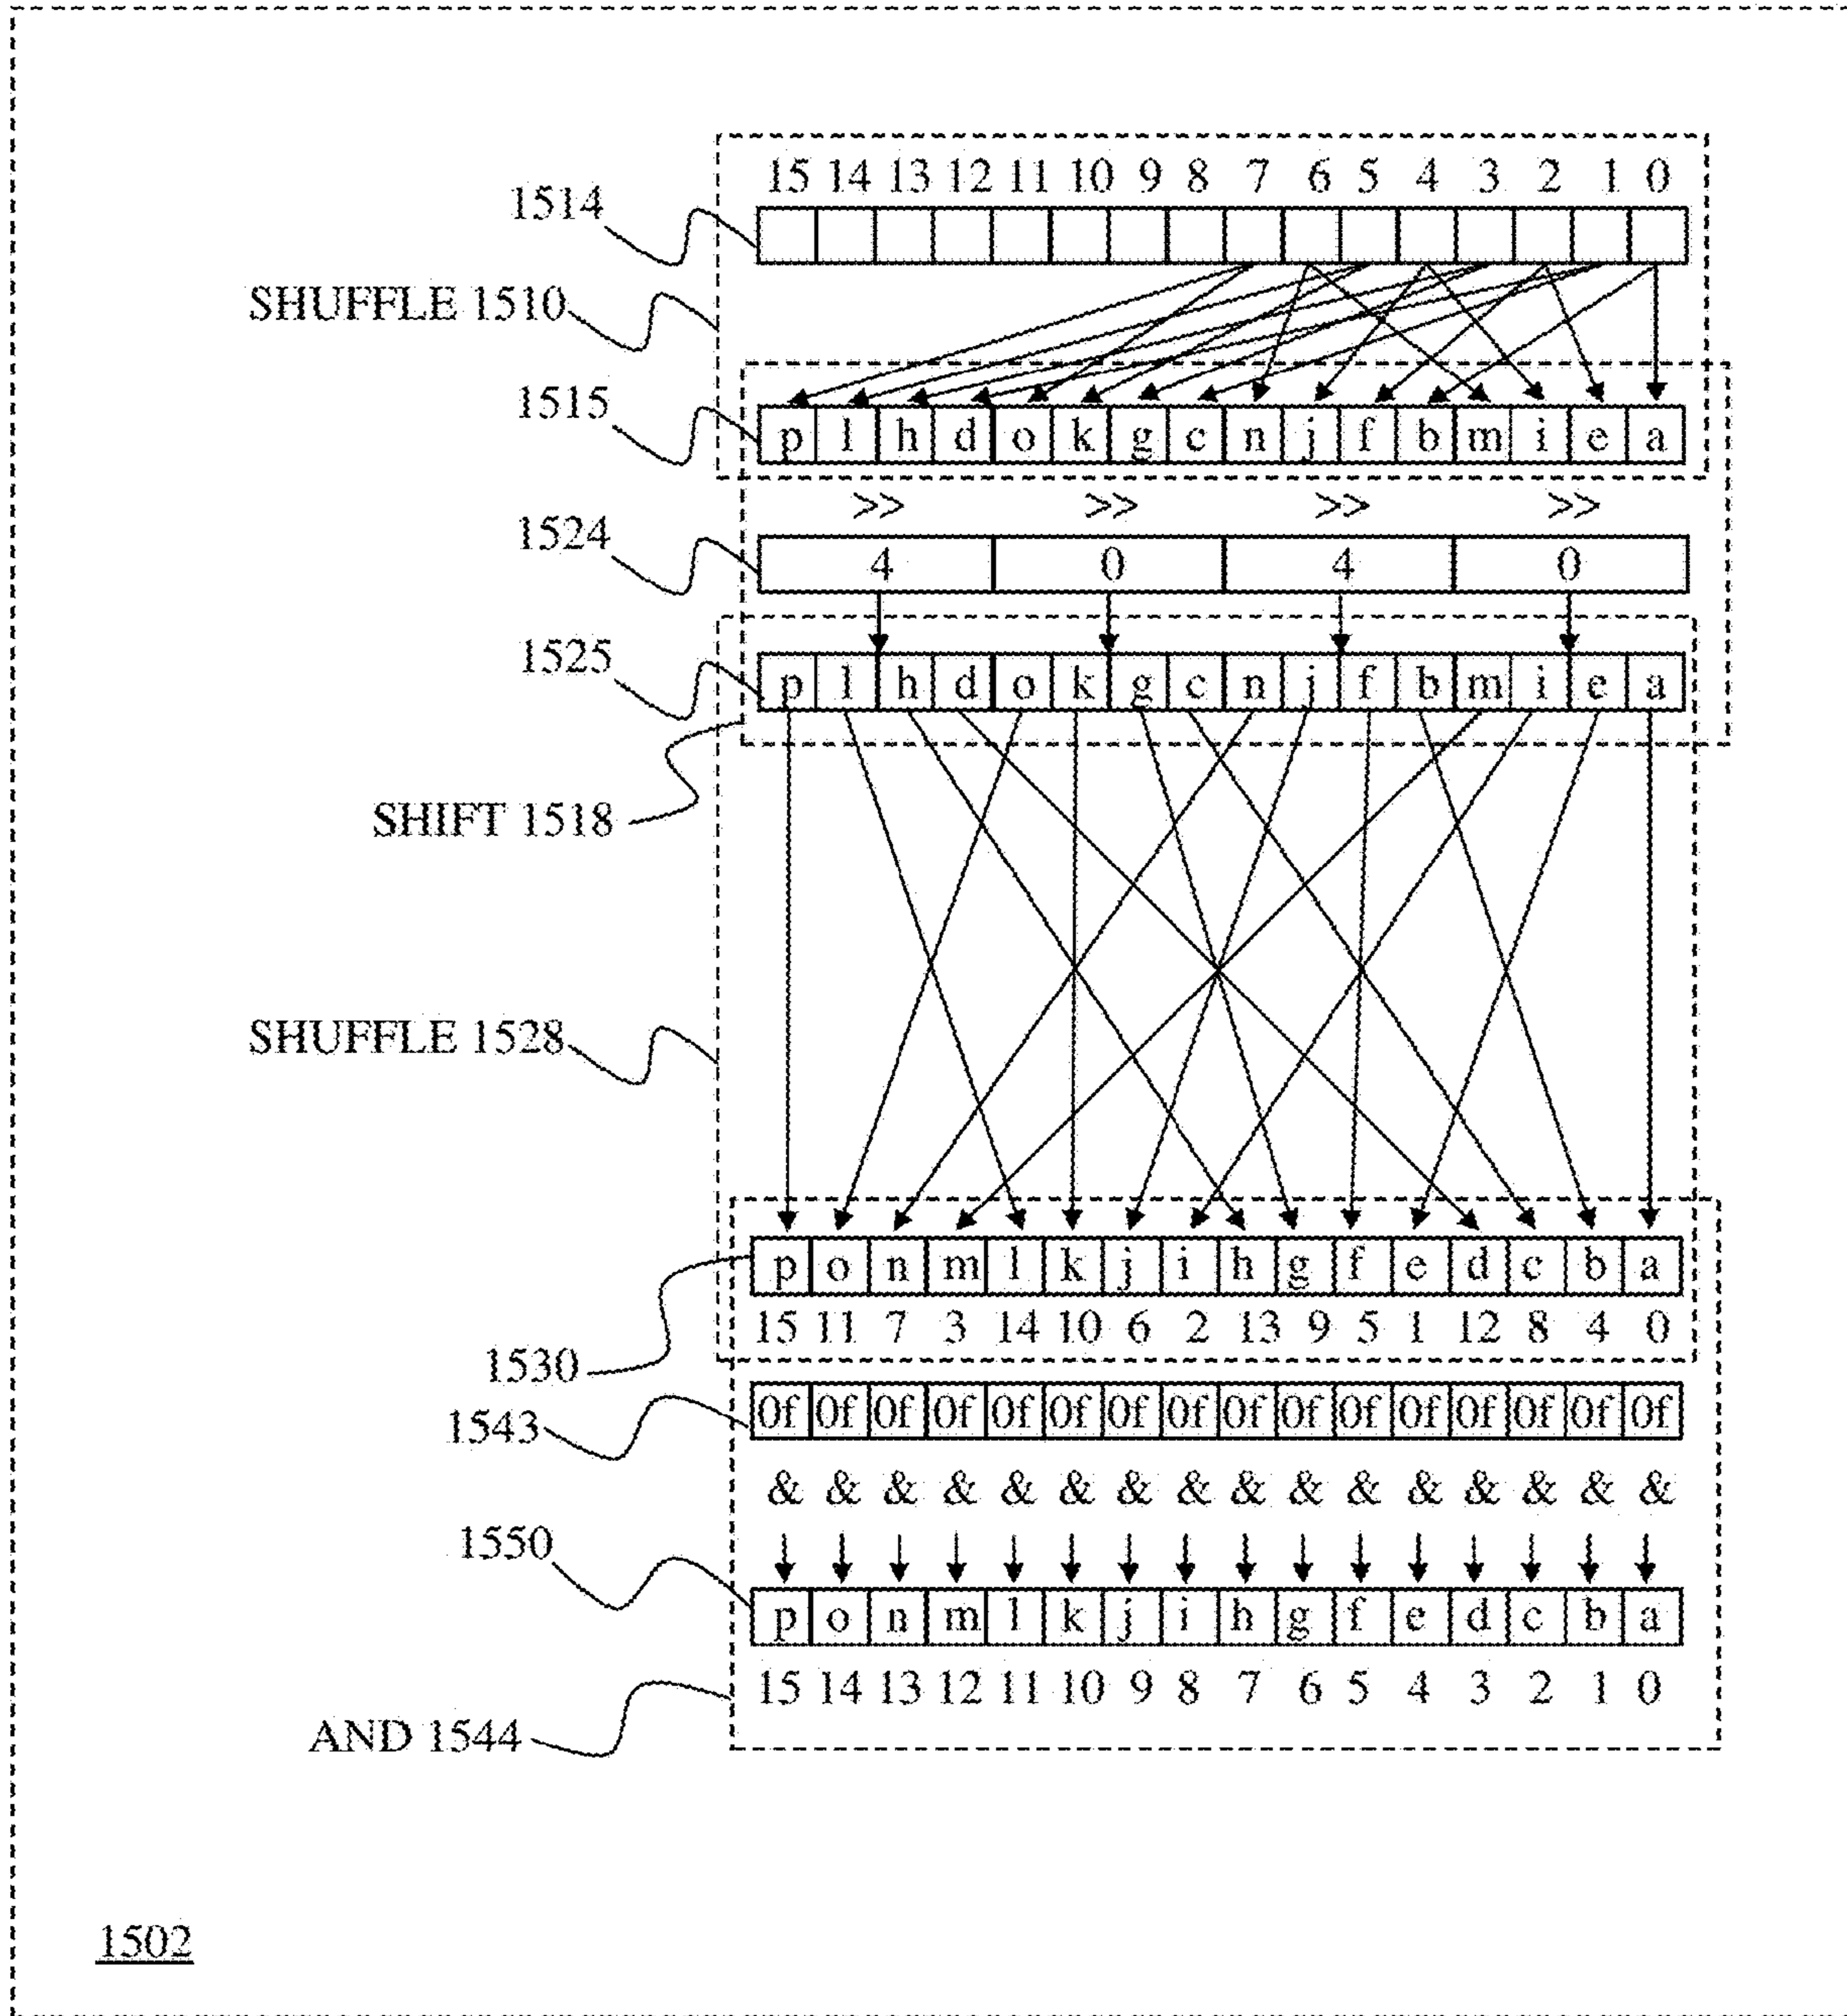 15 14 13 12 11 10 9 8 7 6 5 4 3 2 1 0
1514
SHUFFLE 1510
1515
p l h d o k g c n j f b m i e a
>> >> >> >>
1524
4 0 4 0
1525
p l h d o k g c n j f b m i e a
SHIFT 1518
SHUFFLE 1528
p o n m l k j i h g f e d c b a
15 11 7 3 14 10 6 2 13 9 5 1 12 8 4 0
1530
0f 0f 0f 0f 0f 0f 0f 0f 0f 0f 0f 0f 0f 0f 0f 0f
1543
& & & & & & & & & & & & & & & &
1550
p o n m l k j i h g f e d c b a
15 14 13 12 11 10 9 8 7 6 5 4 3 2 1 0
AND 1544
1502